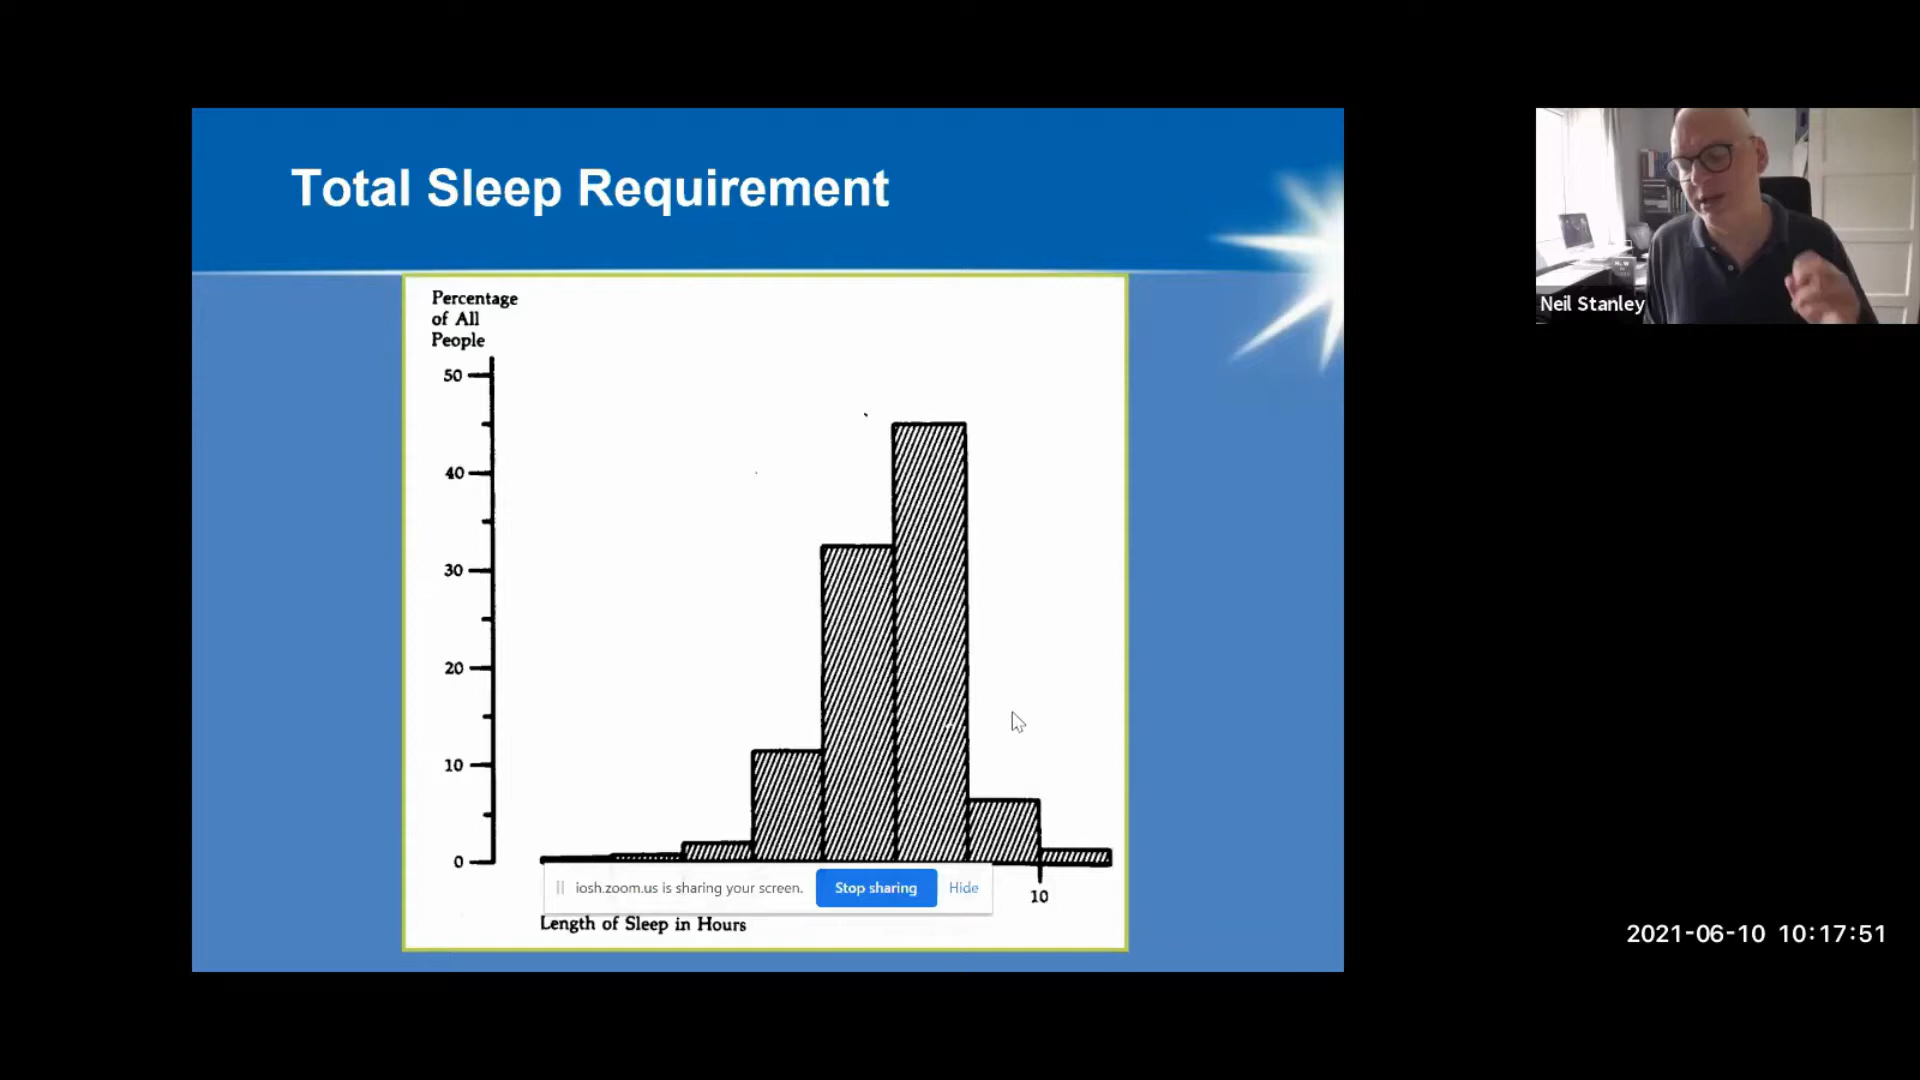 Total Sleep Requirement
Percentage
of All
People
50
40
30
20
10
0
10
iosh.zoom.us is sharing your screen.
Stop sharing
Hide
Length of Sleep in Hours
Neil Stanley
2021-06-10 10:17:51